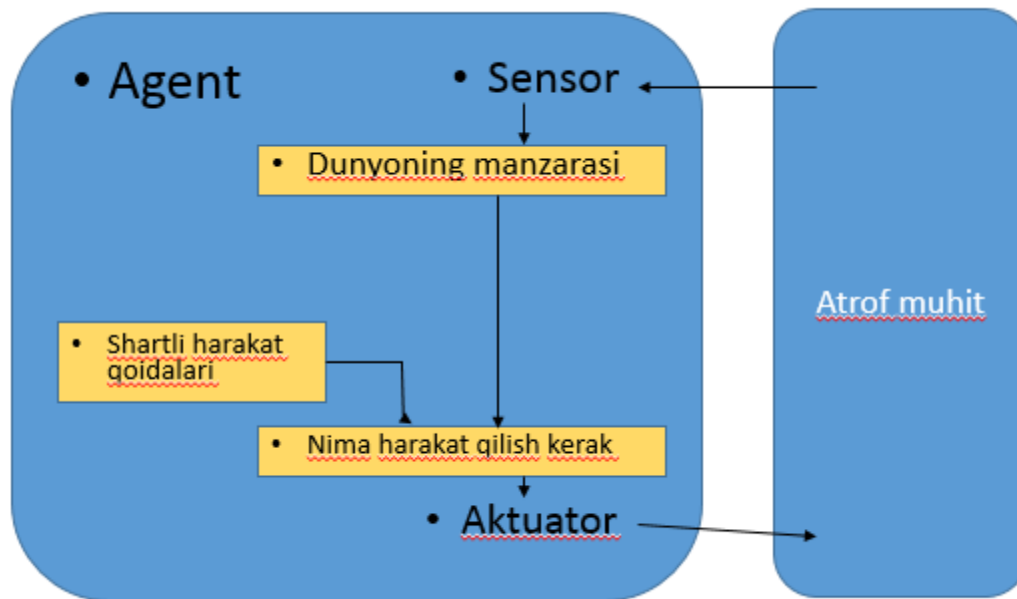 • Agent
• Sensor
• Dunyoning manzarasi
Atrof muhit
• Shartli harakat
qoidalari
• Nima harakat qilish kerak
• Aktuator